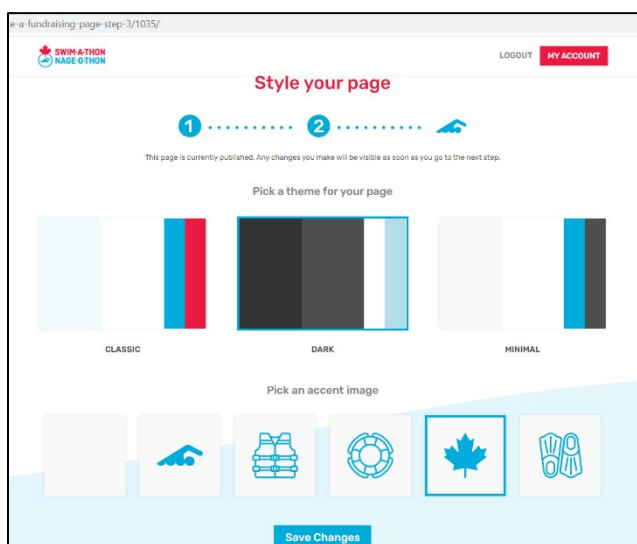 e-a-fundraising-page-step-3/1035/
SWIM-A-THON
NAGE-O-THON
LOGOUT
MY ACCOUNT
Style your page
1
2
This page is currently published. Any changes you make will be visible as soon as you go to the next step.
Pick a theme for your page
CLASSIC
DARK
MINIMAL
Pick an accent image
Save Changes